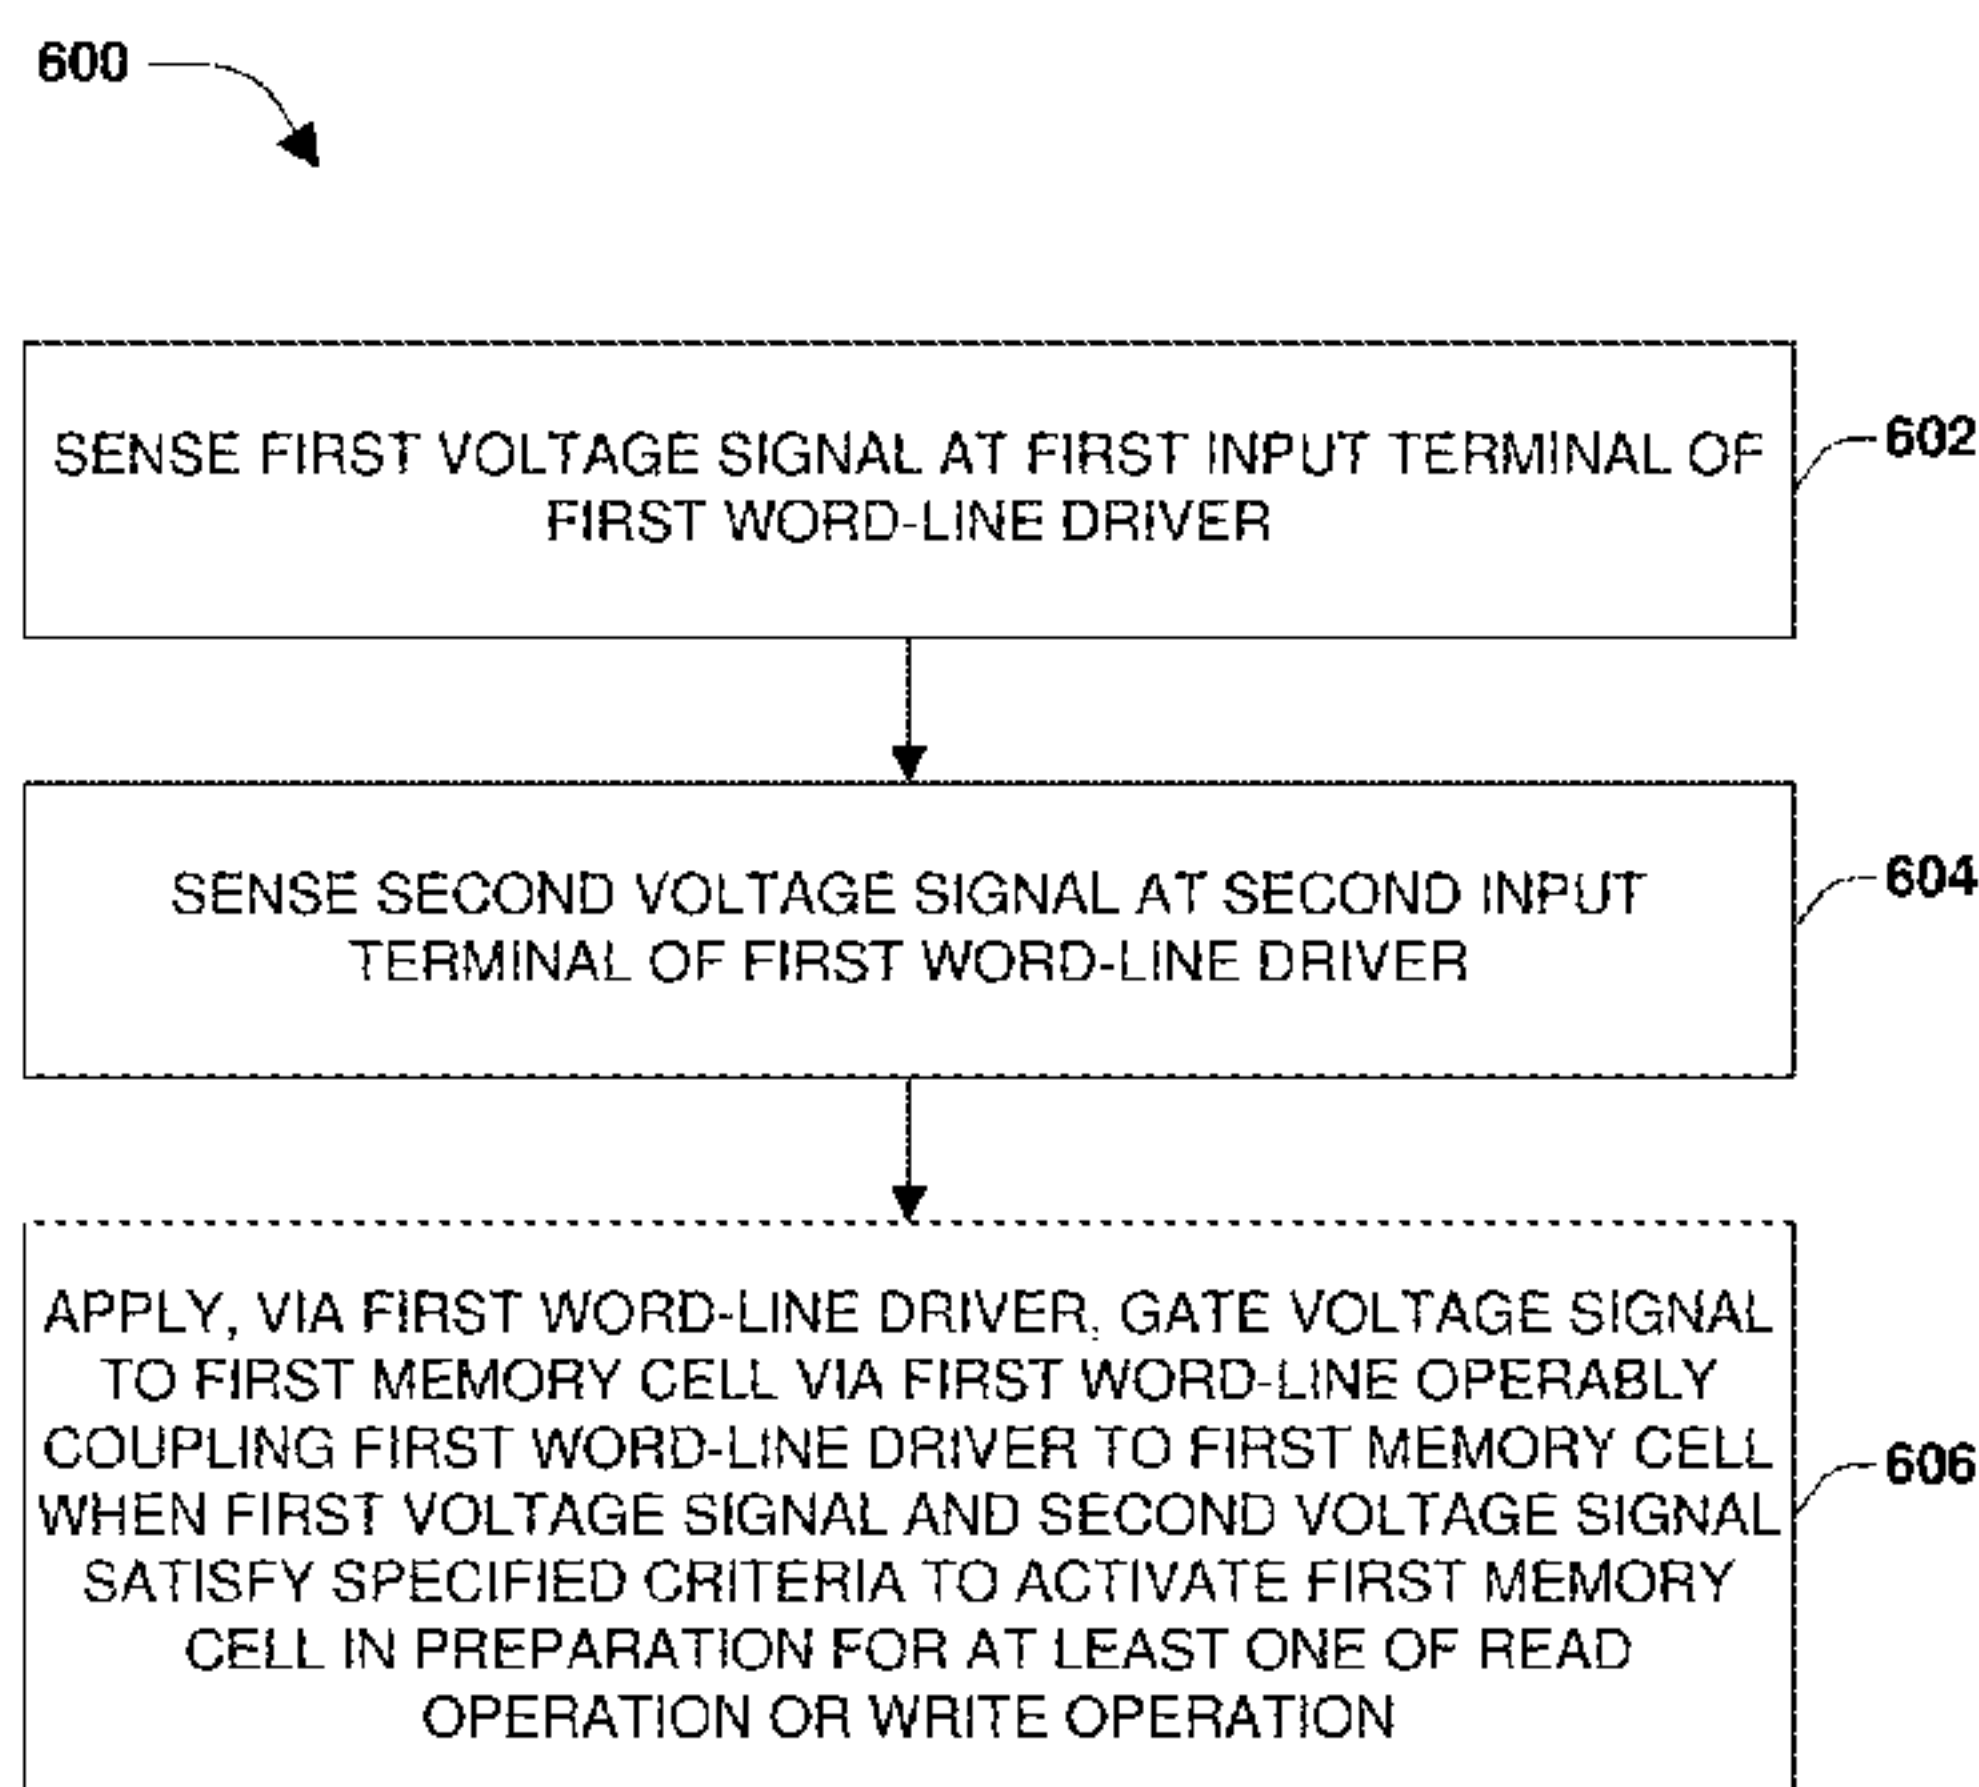 600
SENSE FIRST VOLTAGE SIGNAL AT FIRST INPUT TERMINAL OF
FIRST WORD-LINE DRIVER
602
SENSE SECOND VOLTAGE SIGNAL AT SECOND INPUT
TERMINAL OF FIRST WORD-LINE DRIVER
604
APPLY, VIA FIRST WORD-LINE DRIVER, GATE VOLTAGE SIGNAL
TO FIRST MEMORY CELL VIA FIRST WORD-LINE OPERABLY
COUPLING FIRST WORD-LINE DRIVER TO FIRST MEMORY CELL
WHEN FIRST VOLTAGE SIGNAL AND SECOND VOLTAGE SIGNAL
SATISFY SPECIFIED CRITERIA TO ACTIVATE FIRST MEMORY
CELL IN PREPARATION FOR AT LEAST ONE OF READ
OPERATION OR WRITE OPERATION
606